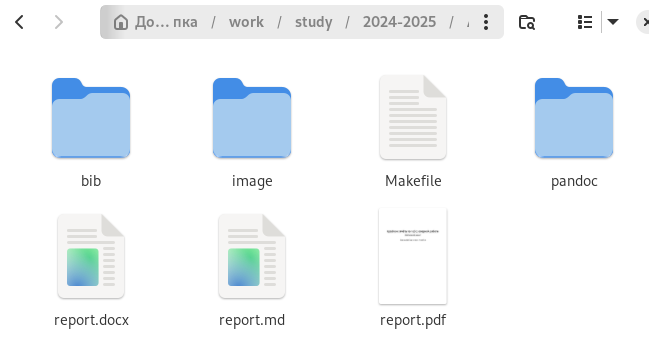 До… пка / work / study / 2024-2025 /
bib image Makefile pandoc
report.docx report.md report.pdf